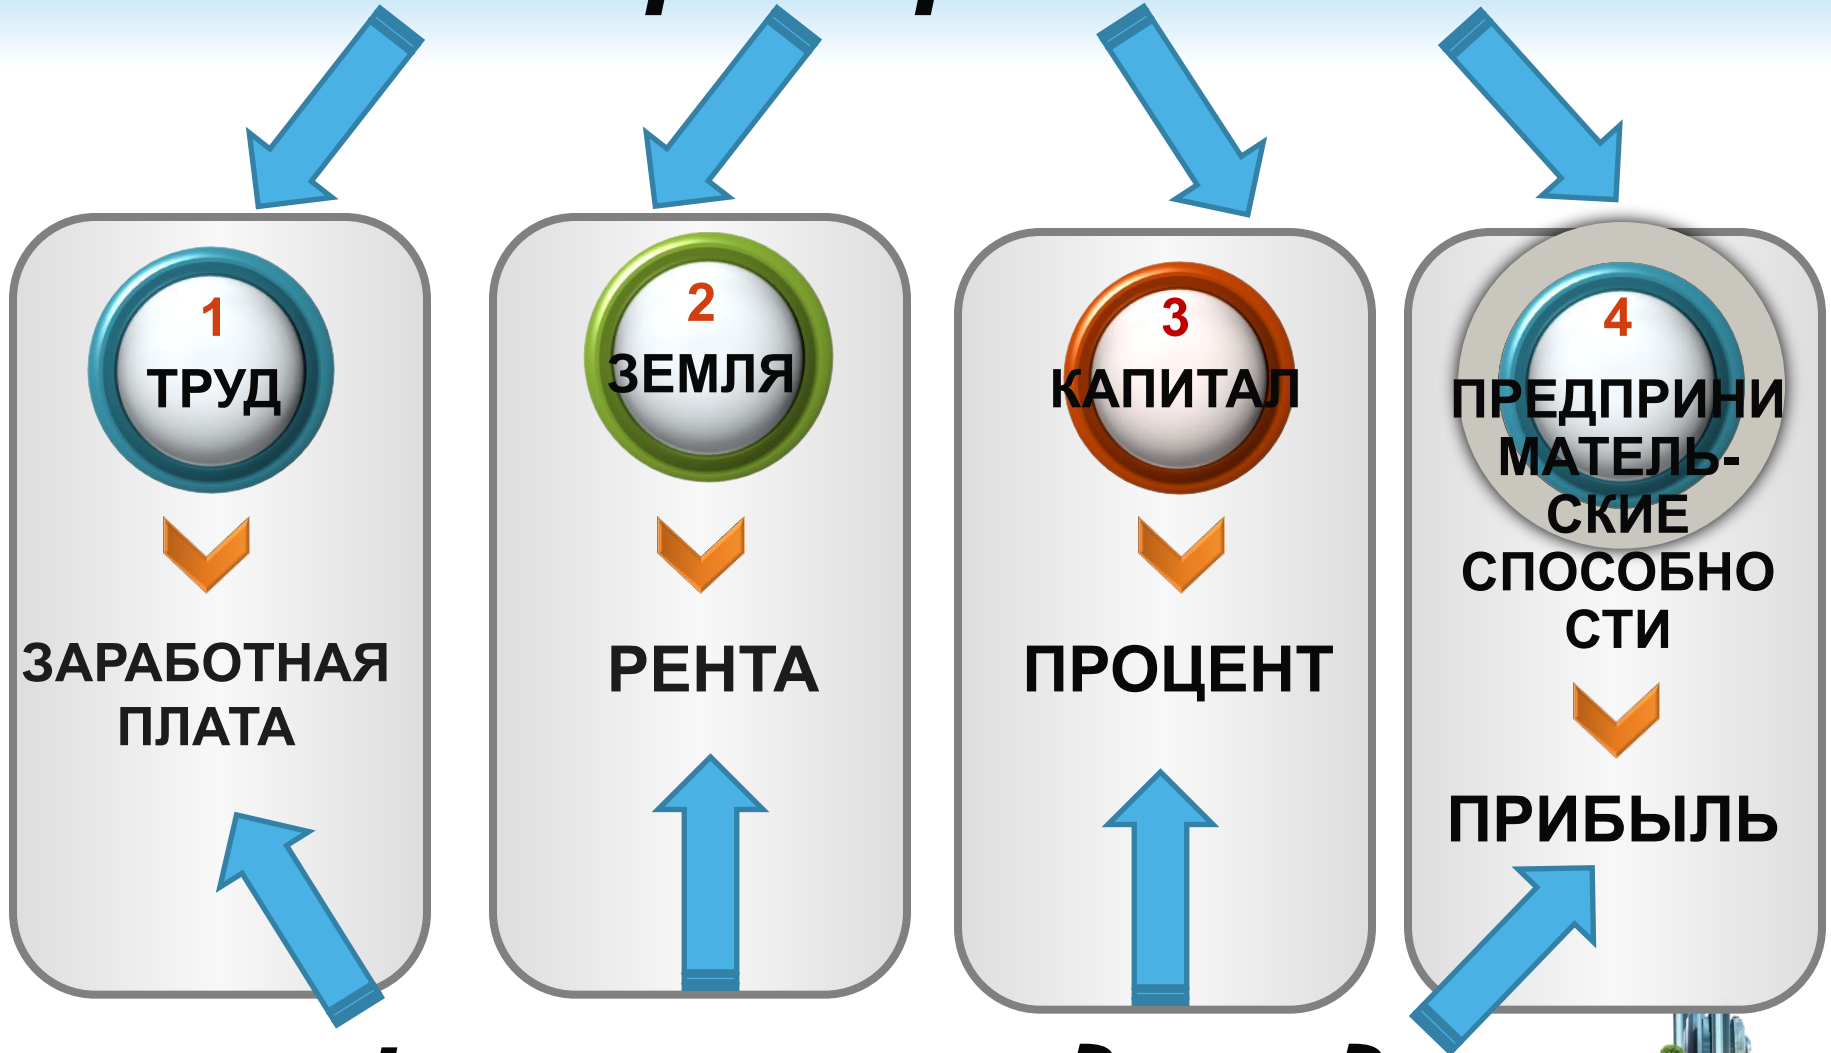 1
ТРУД
ЗАРАБОТНАЯ
ПЛАТА
2
ЗЕМЛЯ
РЕНТА
3
КАПИТАЛ
ПРОЦЕНТ
4
ПРЕДПРИНИ
МАТЕЛЬ-
СКИЕ
СПОСОБНО
СТИ
ПРИБЫЛЬ